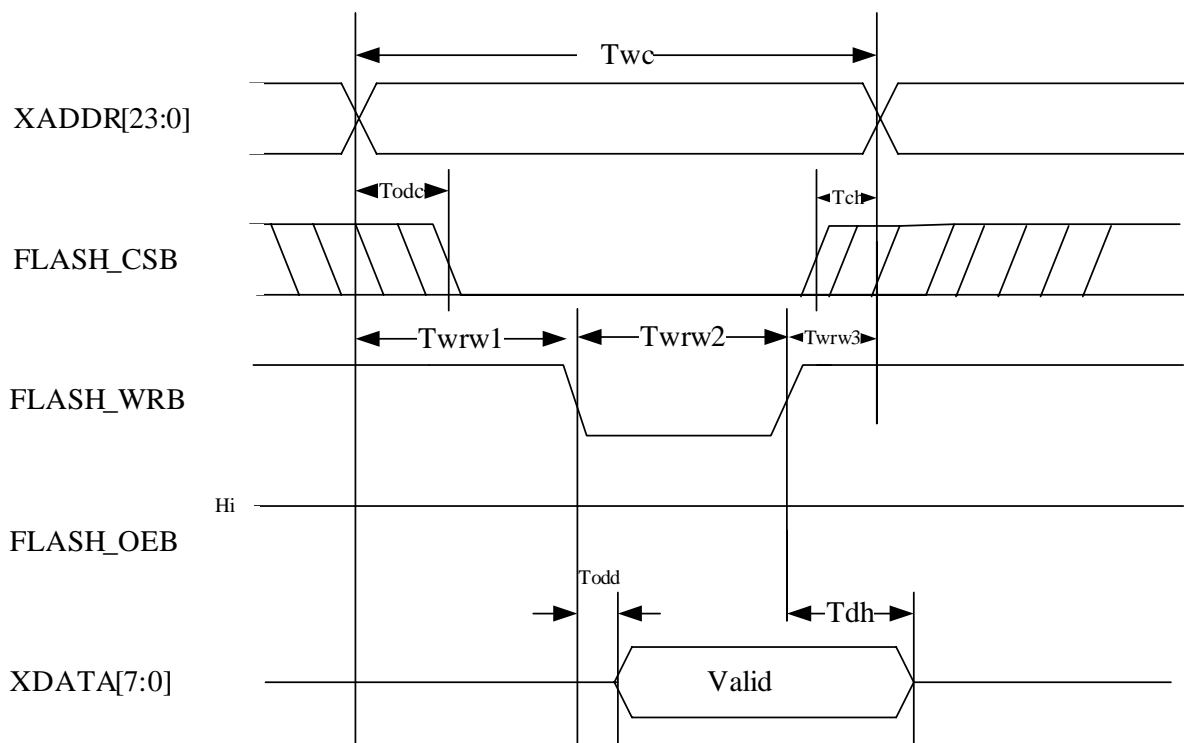 Twc
XADDR[23:0]
Todc
Tch
FLASH_CSB
Twrw1
Twrw2
Twrw3
FLASH_WRB
Hi
FLASH_OEB
Todd
Tdh
XDATA[7:0]
Valid